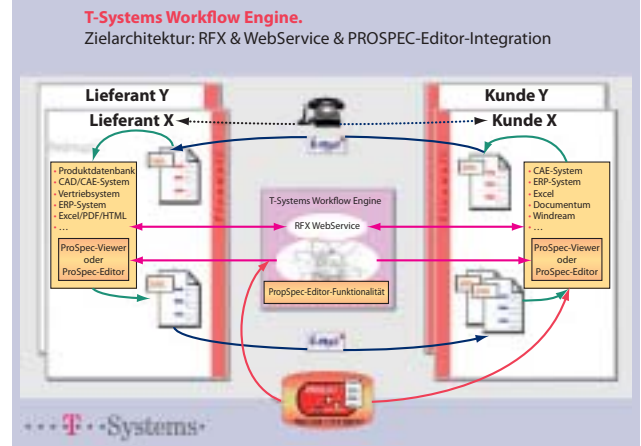 T-Systems Workflow Engine.
Zielarchitektur: RFX & WebService & PROSPEC-Editor-Integration
Lieferant Y
Lieferant X
Kunde Y
Kunde X
· Produktdatenbank
· CAD/CAE-System
· Vertriebsystem
· ERP-System
· Excel/PDF/HTML
· ...
ProSpec-Viewer
oder
ProSpec-Editor
T-Systems Workflow Engine
RFX WebService
PropSpec-Editor-Funktionalität
· CAE-System
· ERP-System
· Excel
· Documentum
· Windream
· ...
ProSpec-Viewer
oder
ProSpec-Editor
···T··Systems·